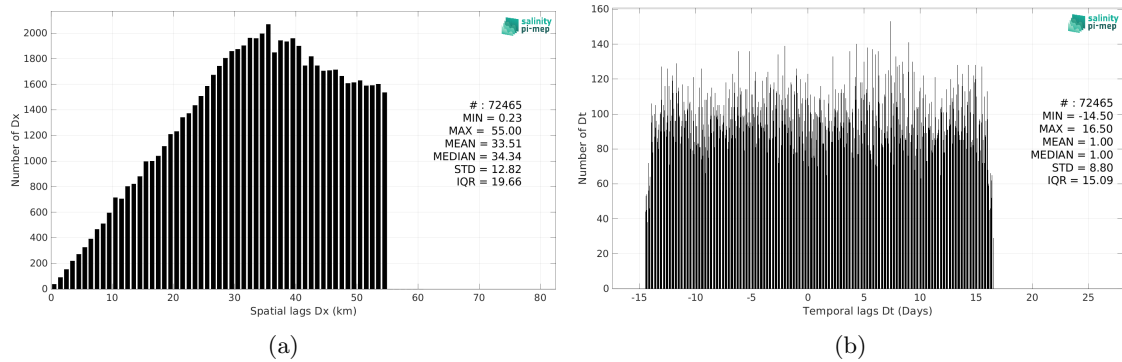 salinity
pi-mep
2000
1800
1600
1400
1200
1000
800
600
400
200
0
Number of Dx
# : 72465
MIN = 0.23
MAX = 55.00
MEAN = 33.51
MEDIAN = 34.34
STD = 12.82
IQR = 19.66
0 10 20 30 40 50 60 70 80
Spatial lags Dx (km)
(a)
salinity
pi-mep
160
140
120
100
80
60
40
20
0
Number of Dt
# : 72465
MIN = -14.50
MAX = 16.50
MEAN = 1.00
MEDIAN = 1.00
STD = 8.80
IQR = 15.09
-15 -10 -5 0 5 10 15 20 25
Temporal lags Dt (Days)
(b)